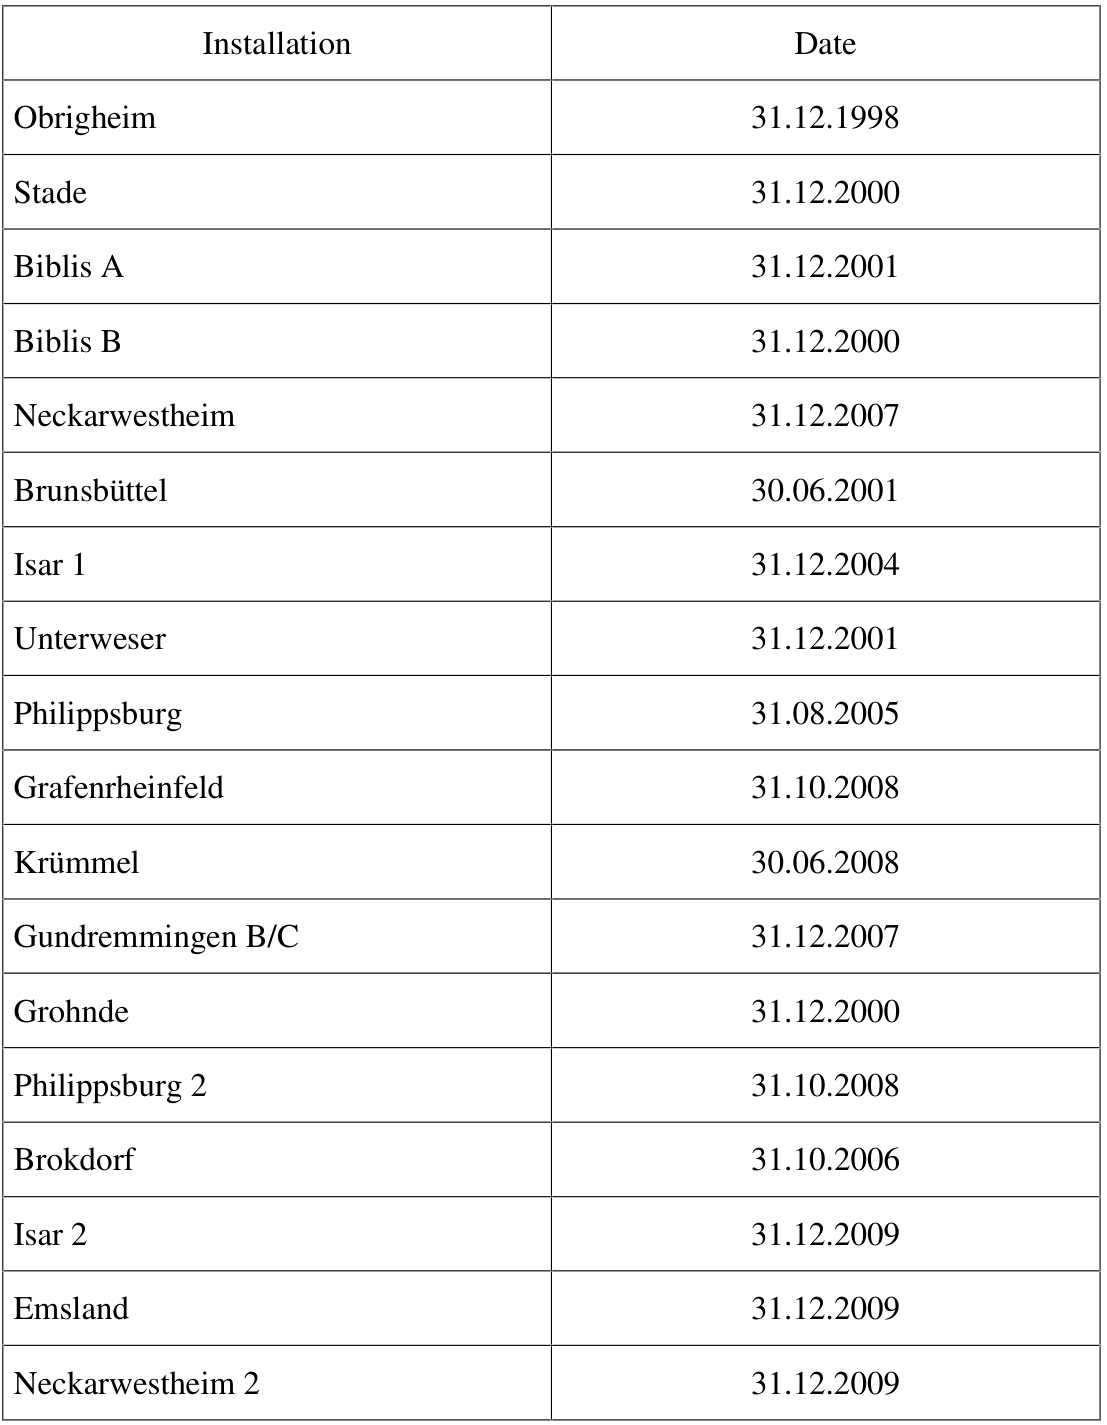 Installation Date
Obrigheim 31.12.1998
Stade 31.12.2000
Biblis A 31.12.2001
Biblis B 31.12.2000
Neckarwestheim 31.12.2007
Brunsbüttel 30.06.2001
Isar 1 31.12.2004
Unterweser 31.12.2001
Philippsburg 31.08.2005
Grafenrheinfeld 31.10.2008
Krümmel 30.06.2008
Gundremmingen B/C 31.12.2007
Grohnde 31.12.2000
Philippsburg 2 31.10.2008
Brokdorf 31.10.2006
Isar 2 31.12.2009
Emsland 31.12.2009
Neckarwestheim 2 31.12.2009